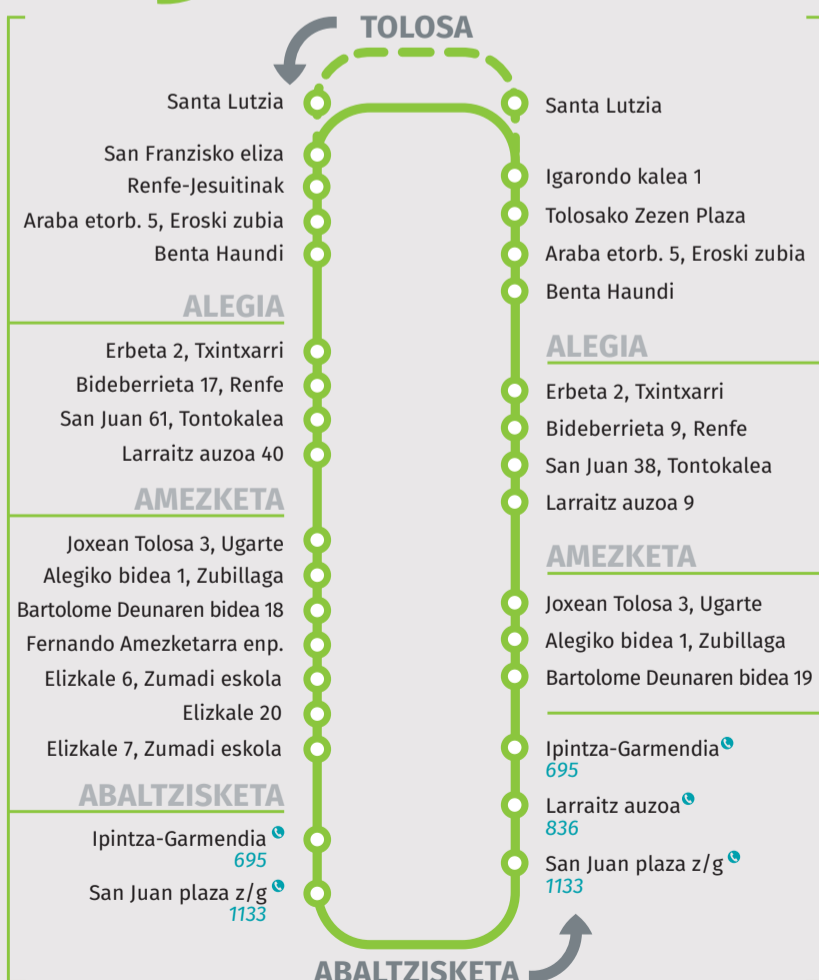 TOLOSA
Santa Lutzia
San Franzisko eliza
Renfe-Jesuitinak
Araba etorb. 5, Eroski zubia
Benta Haundi
ALEGIA
Erbeta 2, Txintxarri
Bideberrieta 17, Renfe
San Juan 61, Tontokalea
Larraitz auzoa 40
AMEZKETA
Joxean Tolosa 3, Ugarte
Alegiko bidea 1, Zubillaga
Bartolome Deunaren bidea 18
Fernando Amezketarra enp.
Elizkale 6, Zumadi eskola
Elizkale 20
Elizkale 7, Zumadi eskola
ABALTZISKETA
Ipintza-Garmendia
695
San Juan plaza z/g
1133
Santa Lutzia
Igarondo kalea 1
Tolosako Zezen Plaza
Araba etorb. 5, Eroski zubia
Benta Haundi
ALEGIA
Erbeta 2, Txintxarri
Bideberrieta 9, Renfe
San Juan 38, Tontokalea
Larraitz auzoa 9
AMEZKETA
Joxean Tolosa 3, Ugarte
Alegiko bidea 1, Zubillaga
Bartolome Deunaren bidea 19
Ipintza-Garmendia
695
Larraitz auzoa
836
San Juan plaza z/g
1133
ABALTZISKETA